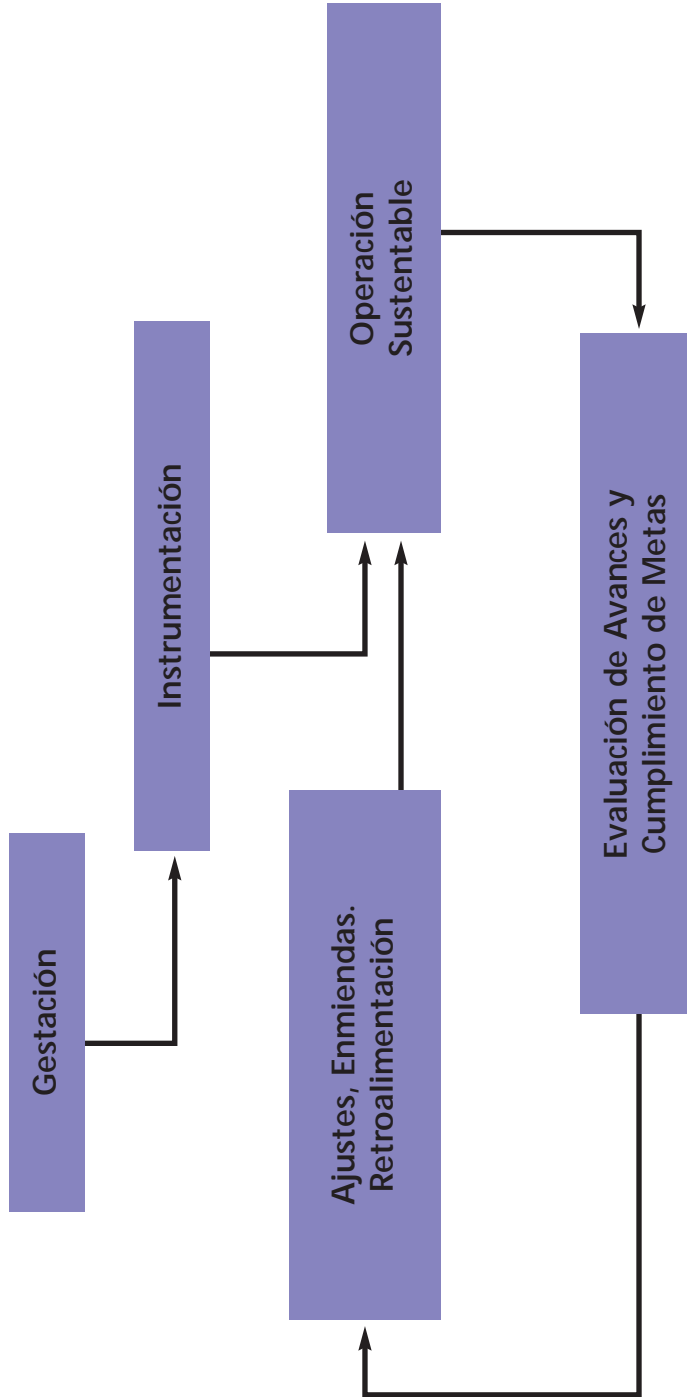 Gestación
Instrumentación
Ajustes, Enmiendas.
Retroalimentación
Operación
Sustentable
Evaluación de Avances y
Cumplimiento de Metas